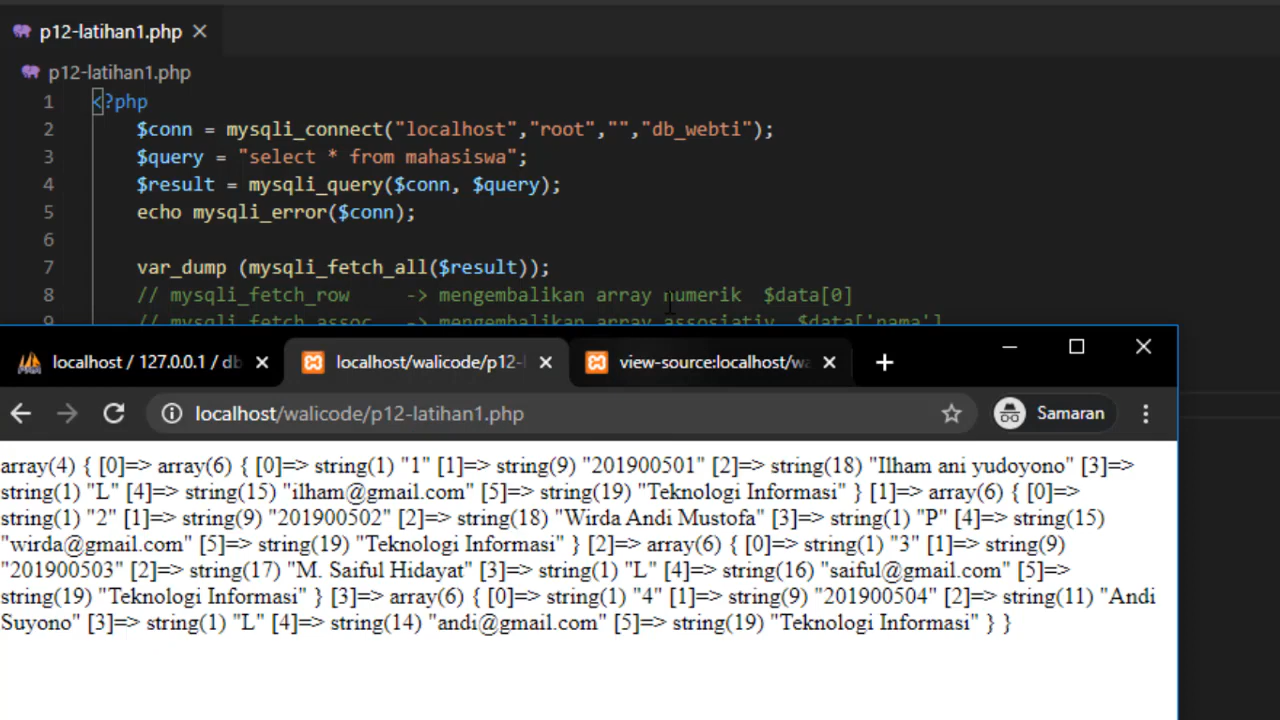 p12-latihan1.php
p12-latihan1.php
1 <?php
2 $conn = mysqli_connect("localhost","root","","db_webti");
3 $query = "select * from mahasiswa";
4 $result = mysqli_query($conn, $query);
5 echo mysqli_error($conn);
6
7 var_dump (mysqli_fetch_all($result));
8 // mysqli_fetch_row -> mengembalikan array numerik $data[0]
9 // mysqli_fetch_assoc -> mengembalikan array assosiativ $data['nama']
localhost / 127.0.0.1 / db localhost/walicode/p12-l view-source:localhost/wa
localhost/walicode/p12-latihan1.php Samaran
array(4) { [0]=> array(6) { [0]=> string(1) "1" [1]=> string(9) "201900501" [2]=> string(18) "Ilham ani yudoyono" [3]=>
string(1) "L" [4]=> string(15) "ilham@gmail.com" [5]=> string(19) "Teknologi Informasi" } [1]=> array(6) { [0]=>
string(1) "2" [1]=> string(9) "201900502" [2]=> string(18) "Wirda Andi Mustofa" [3]=> string(1) "P" [4]=> string(15)
"wirda@gmail.com" [5]=> string(19) "Teknologi Informasi" } [2]=> array(6) { [0]=> string(1) "3" [1]=> string(9)
"201900503" [2]=> string(17) "M. Saiful Hidayat" [3]=> string(1) "L" [4]=> string(16) "saiful@gmail.com" [5]=>
string(19) "Teknologi Informasi" } [3]=> array(6) { [0]=> string(1) "4" [1]=> string(9) "201900504" [2]=> string(11) "Andi
Suyono" [3]=> string(1) "L" [4]=> string(14) "andi@gmail.com" [5]=> string(19) "Teknologi Informasi" } }